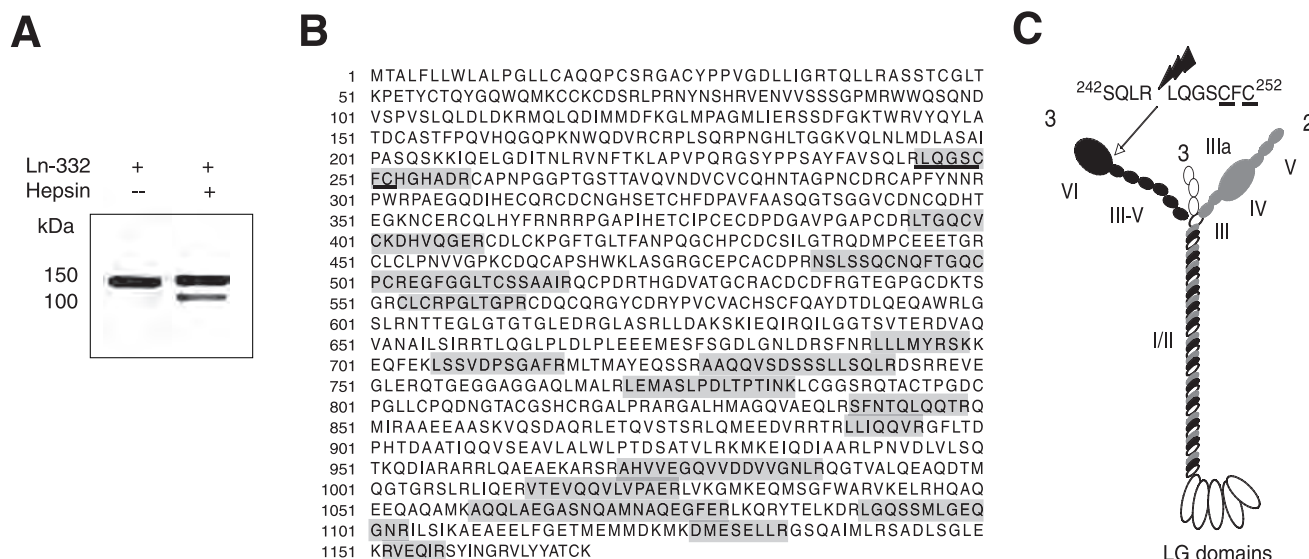 A
B
C
Ln-332 + +
Hepsin -- +
kDa
150
100
1 MTALFLLWLALPGLLCAQQPCSRGACYPPVGDLLIGRTQLLRASSTCGLT
51 KPETYCTQYGQWQMKCCKCDSRLPRNYNSHRVENVVSSSGPMRWWQSQND
101 VSPVSLQLDLDKRMQLQDIMMDFKGLMPAGMLIERSSDFGKTWRVYQYLA
151 TDCASTFPQVHQGQPKNWQDVRCRPLSQRPNGHLTGGKVQLNLMDLASAI
201 PASQSKKIQELGDITNLRVNFTKLAPVPQRGSYPPSAYFAVSQLRLQGSC
251 FCHGHADRCAPNPGGPTGSTTAVQVNDVCVCQHNTAGPNCDRCAPFYNNR
301 PWRPAEGQDIHECQRCDCNGHSETCHFDPAVFAASQGTSGGVCDNCQDHT
351 EGKNCERCQLHYFRNRRPGAPIHETCIPCECDPDGAVPGAPCDRLTGQCV
401 CKDHVQGERCDLCKPGFTGLTFANPQGCHPCDCSILGTRQDMPCEEETGR
451 CLCLPNVVGPKCDQCAPSHWKLASGRGCEPCACDPRNSLSSQCNQFTGQC
501 PCREGFGGLTCSSAAIRQCPDRTHGDVATGCRACDCDFRGTEGPGCDKTS
551 GRCLCRPGLTGPRCDQCQRGYCDRYPVCVACHSCFQAYDTDLQEQAWRLG
601 SLRNTTEGLGTGTGLEDRGLASRLLDAKSKIEQIRQILGGTSVTERDVAQ
651 VANAILSIRRTLQGLPLDLPLEEEMESFSGDLGNLDRSFNRLLLMYRSKK
701 EQFEKLSSVDPSGAFRMLTMAYEQSSRAAQQVSDSSSLLSQLRDSRREVE
751 GLERQTGEGGAGGAQLMALRLEMASLPDLTPTINKLCGGSRQTACTPGDC
801 PGLLCPQDNGTACGSHCRGALPRARGALHMAGQVAEQLRSFNTQLQQTRQ
851 MIRAAEEAASKVQSDAQRLETQVSTSRLQMEEDVRRTRLLIQQVRGFLTD
901 PHTDAATIQQVSEAVLALWLPTDSATVLRKMKEIQDIAARLPNVDLVLSQ
951 TKQDIARARRLQAEAEKARSRAHVVEGQVVDDVVGNLRQGTVALQEAQDTM
1001 QGTGRSLRLIQERVTEVQQVLVPAERLVKGMKEQMSGFWARVKELRHQAQ
1051 EEQAQAMKAQQLAEGASNQAMNAQEGFERLKQRYTELKDRLGQSSMLGEQ
1101 GNRILSIKAEAEELFGETMEMMDKMKDMESELLRGSQAIMLRSADLSGLE
1151 KRVEQIRSYINGRVLYYATCK
242SQLR LQGSCFC252
3
2
3
IIIa
V
VI
IV
III-V
III
I/II
LG domains